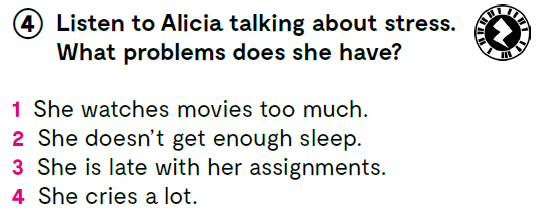 4 Listen to Alicia talking about stress.
What problems does she have?
1 She watches movies too much.
2 She doesn't get enough sleep.
3 She is late with her assignments.
4 She cries a lot.